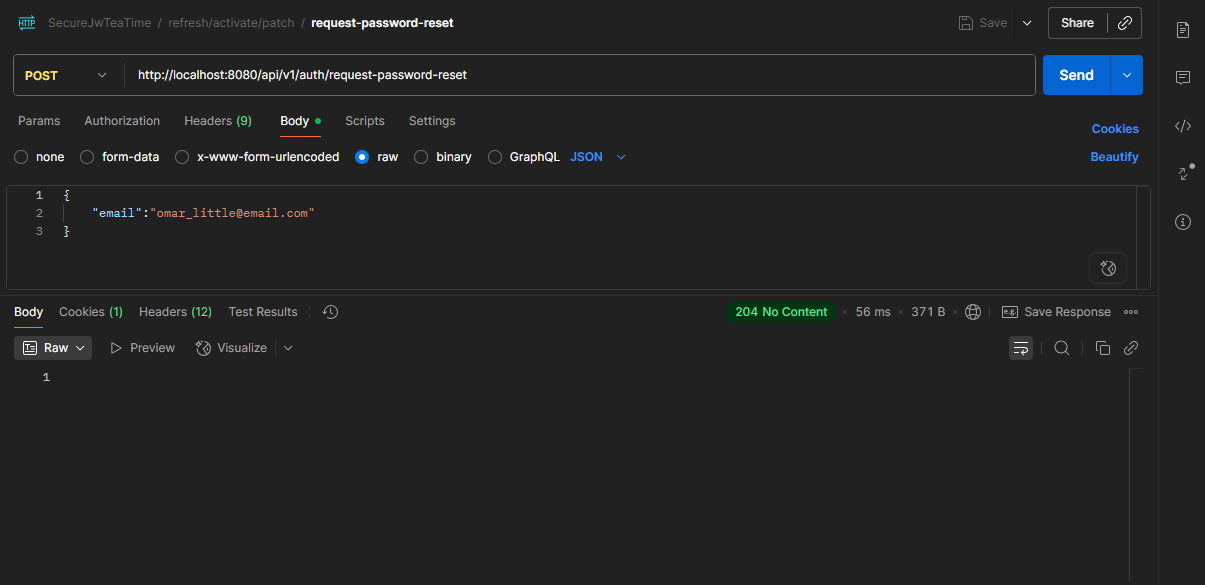 HTTP SecureJwTeaTime / refresh/activate/patch / request-password-reset Save Share
POST http://localhost:8080/api/v1/auth/request-password-reset Send
Params Authorization Headers (9) Body Scripts Settings Cookies
none form-data x-www-form-urlencoded raw binary GraphQL JSON Beautify
1 {
2 "email":"omar_little@email.com"
3 }
Body Cookies (1) Headers (12) Test Results 204 No Content 56 ms 371 B e.g. Save Response
Raw Preview Visualize
1